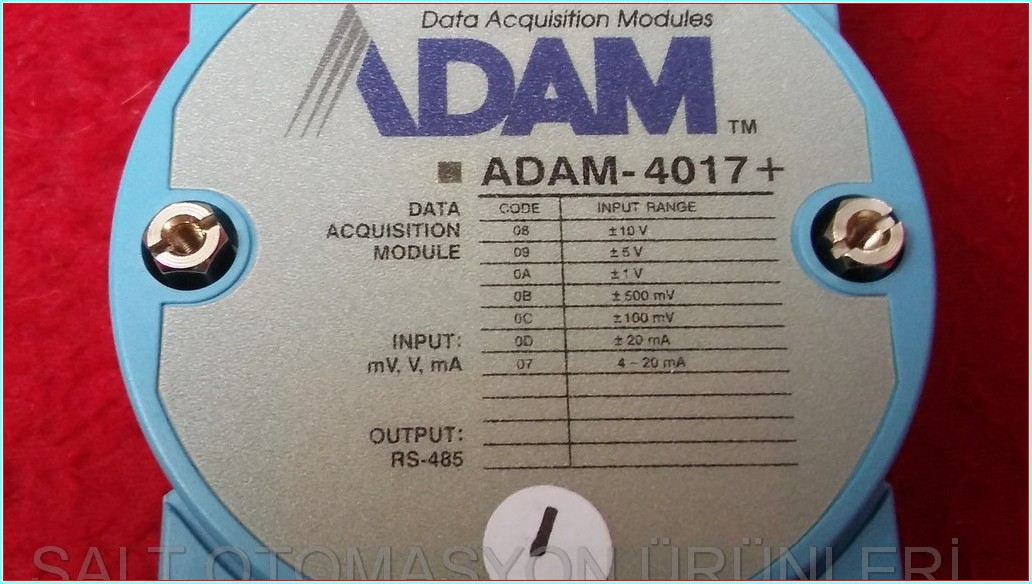 Data Acquisition Modules
ADAM
TM
ADAM-4017+
DATA
ACQUISITION
MODULE
CODE INPUT RANGE
08 ±10 V
09 ±5 V
0A ±1 V
0B ±500 mV
0C ±100 mV
0D ±20 mA
07 4-20 mA
INPUT:
mV, V, mA
OUTPUT:
RS-485
SALT OTOMASYON ÜRÜNLERİ